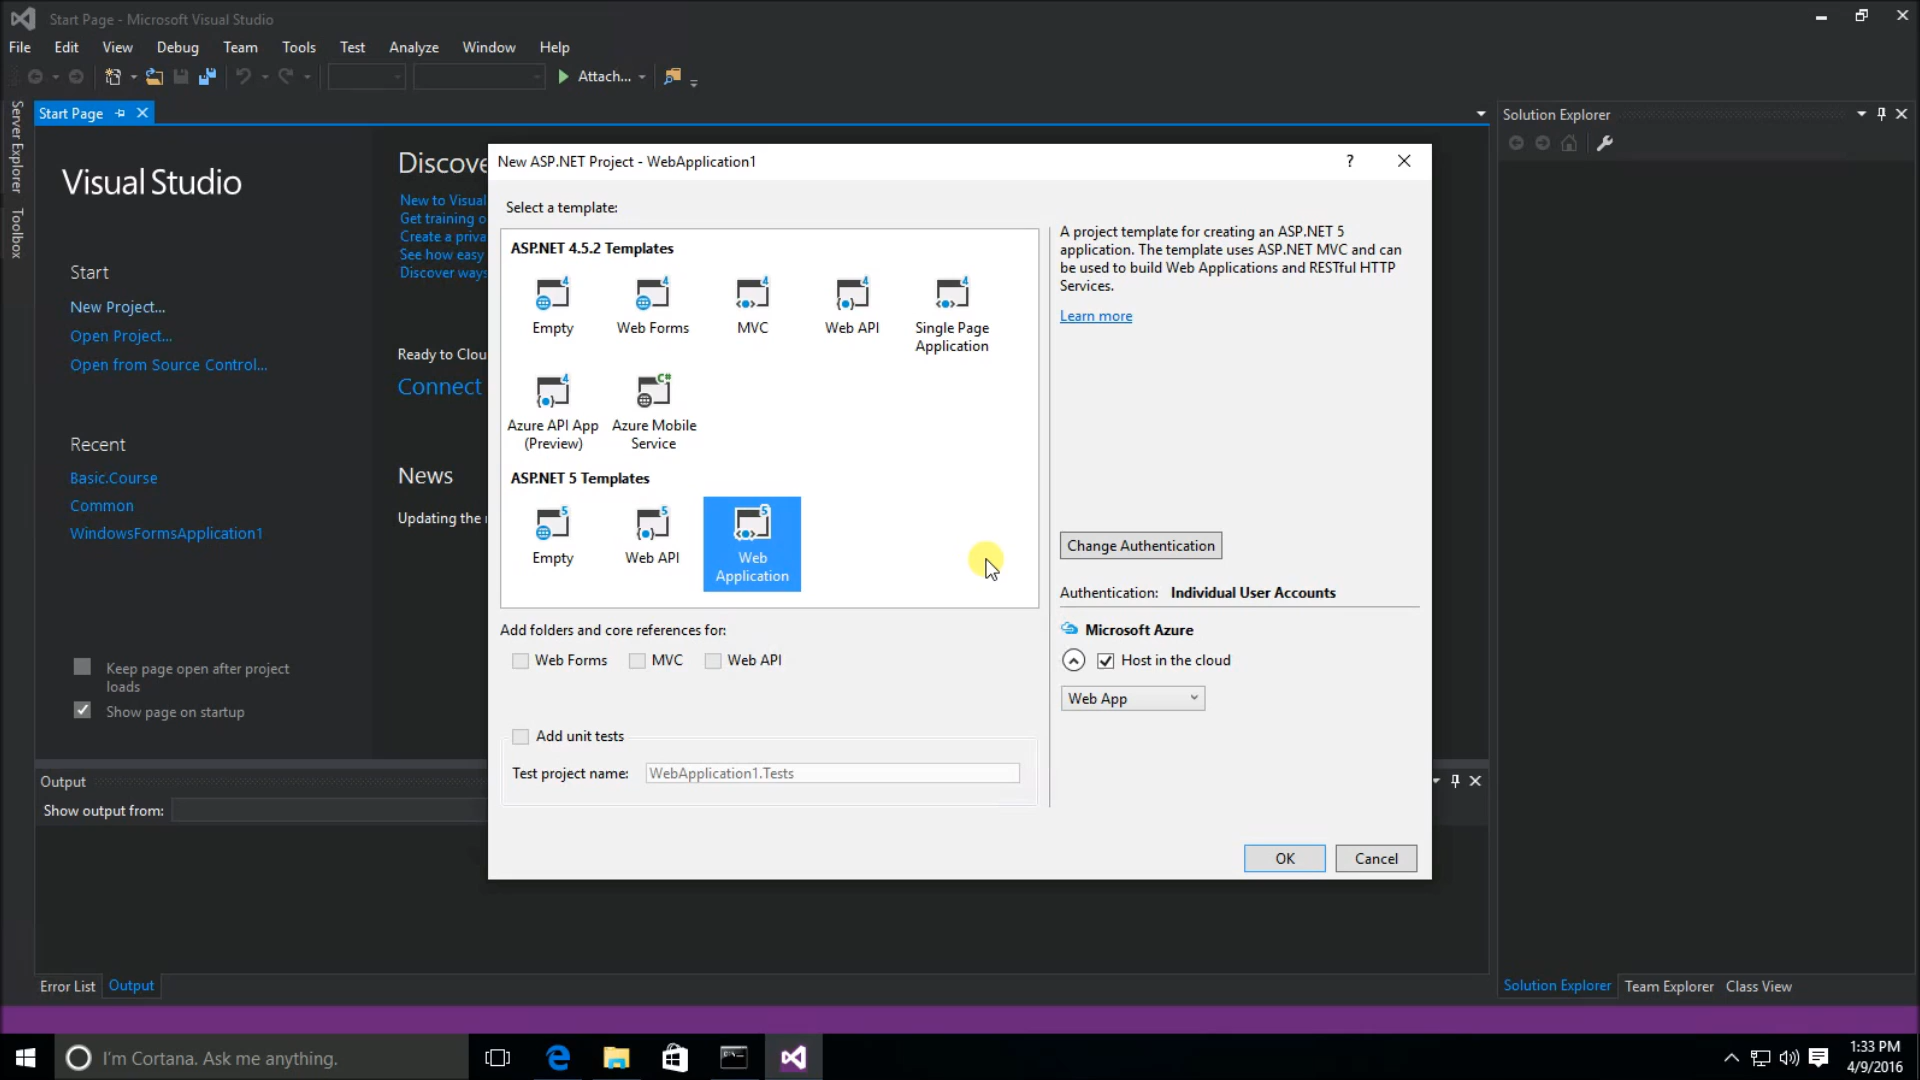 Start Page - Microsoft Visual Studio
File Edit View Debug Team Tools Test Analyze Window Help
Attach...
Server Explorer
Toolbox
Start Page
Visual Studio
Start
New Project...
Open Project...
Open from Source Control...
Recent
Basic.Course
Common
WindowsFormsApplication1
Keep page open after project
loads
Show page on startup
Discove
New to Visual
Get training o
Create a priva
See how easy
Discover ways
Ready to Clou
Connect
News
Updating the
New ASP.NET Project - WebApplication1
?
Select a template:
ASP.NET 4.5.2 Templates
4 4 4 4 4
Empty Web Forms MVC Web API Single Page
Application
4 C#
Azure API App Azure Mobile
(Preview) Service
ASP.NET 5 Templates
5 5 5
Empty Web API Web
Application
Add folders and core references for:
Web Forms MVC Web API
Add unit tests
Test project name: WebApplication1.Tests
A project template for creating an ASP.NET 5
application. The template uses ASP.NET MVC and can
be used to build Web Applications and RESTful HTTP
Services.
Learn more
Change Authentication
Authentication: Individual User Accounts
Microsoft Azure
Host in the cloud
Web App
OK Cancel
Solution Explorer
Output
Show output from:
Error List Output
Solution Explorer Team Explorer Class View
I'm Cortana. Ask me anything.
1:33 PM
4/9/2016